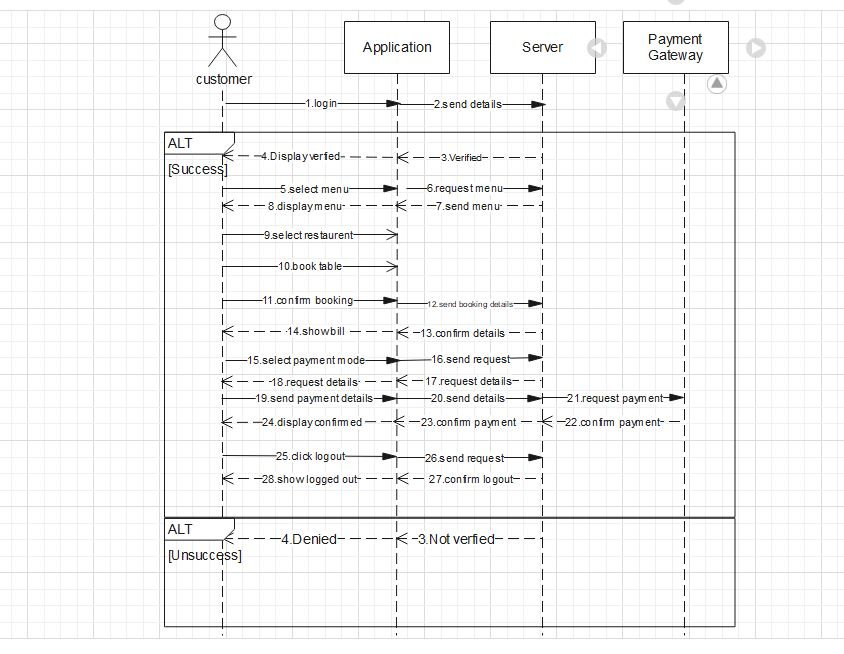 customer
Application
Server
Payment
Gateway
1.login
2.send details
ALT
[Success]
4.Displayverfied
3.Verified
5.select menu
6.request menu
8.display menu
7.send menu
9.select restaurent
10.book table
11.confirm booking
12.send booking details
14.show bill
13.confirm details
15.select payment mode
16.send request
18.request details
17.request details
19.send payment details
20.send details
21.request payment
24.display confirmed
23.confirm payment
22.confirm payment
25.click logout
26.send request
28.show logged out
27.confirm logout
ALT
[Unsuccess]
4.Denied
3.Not verfied